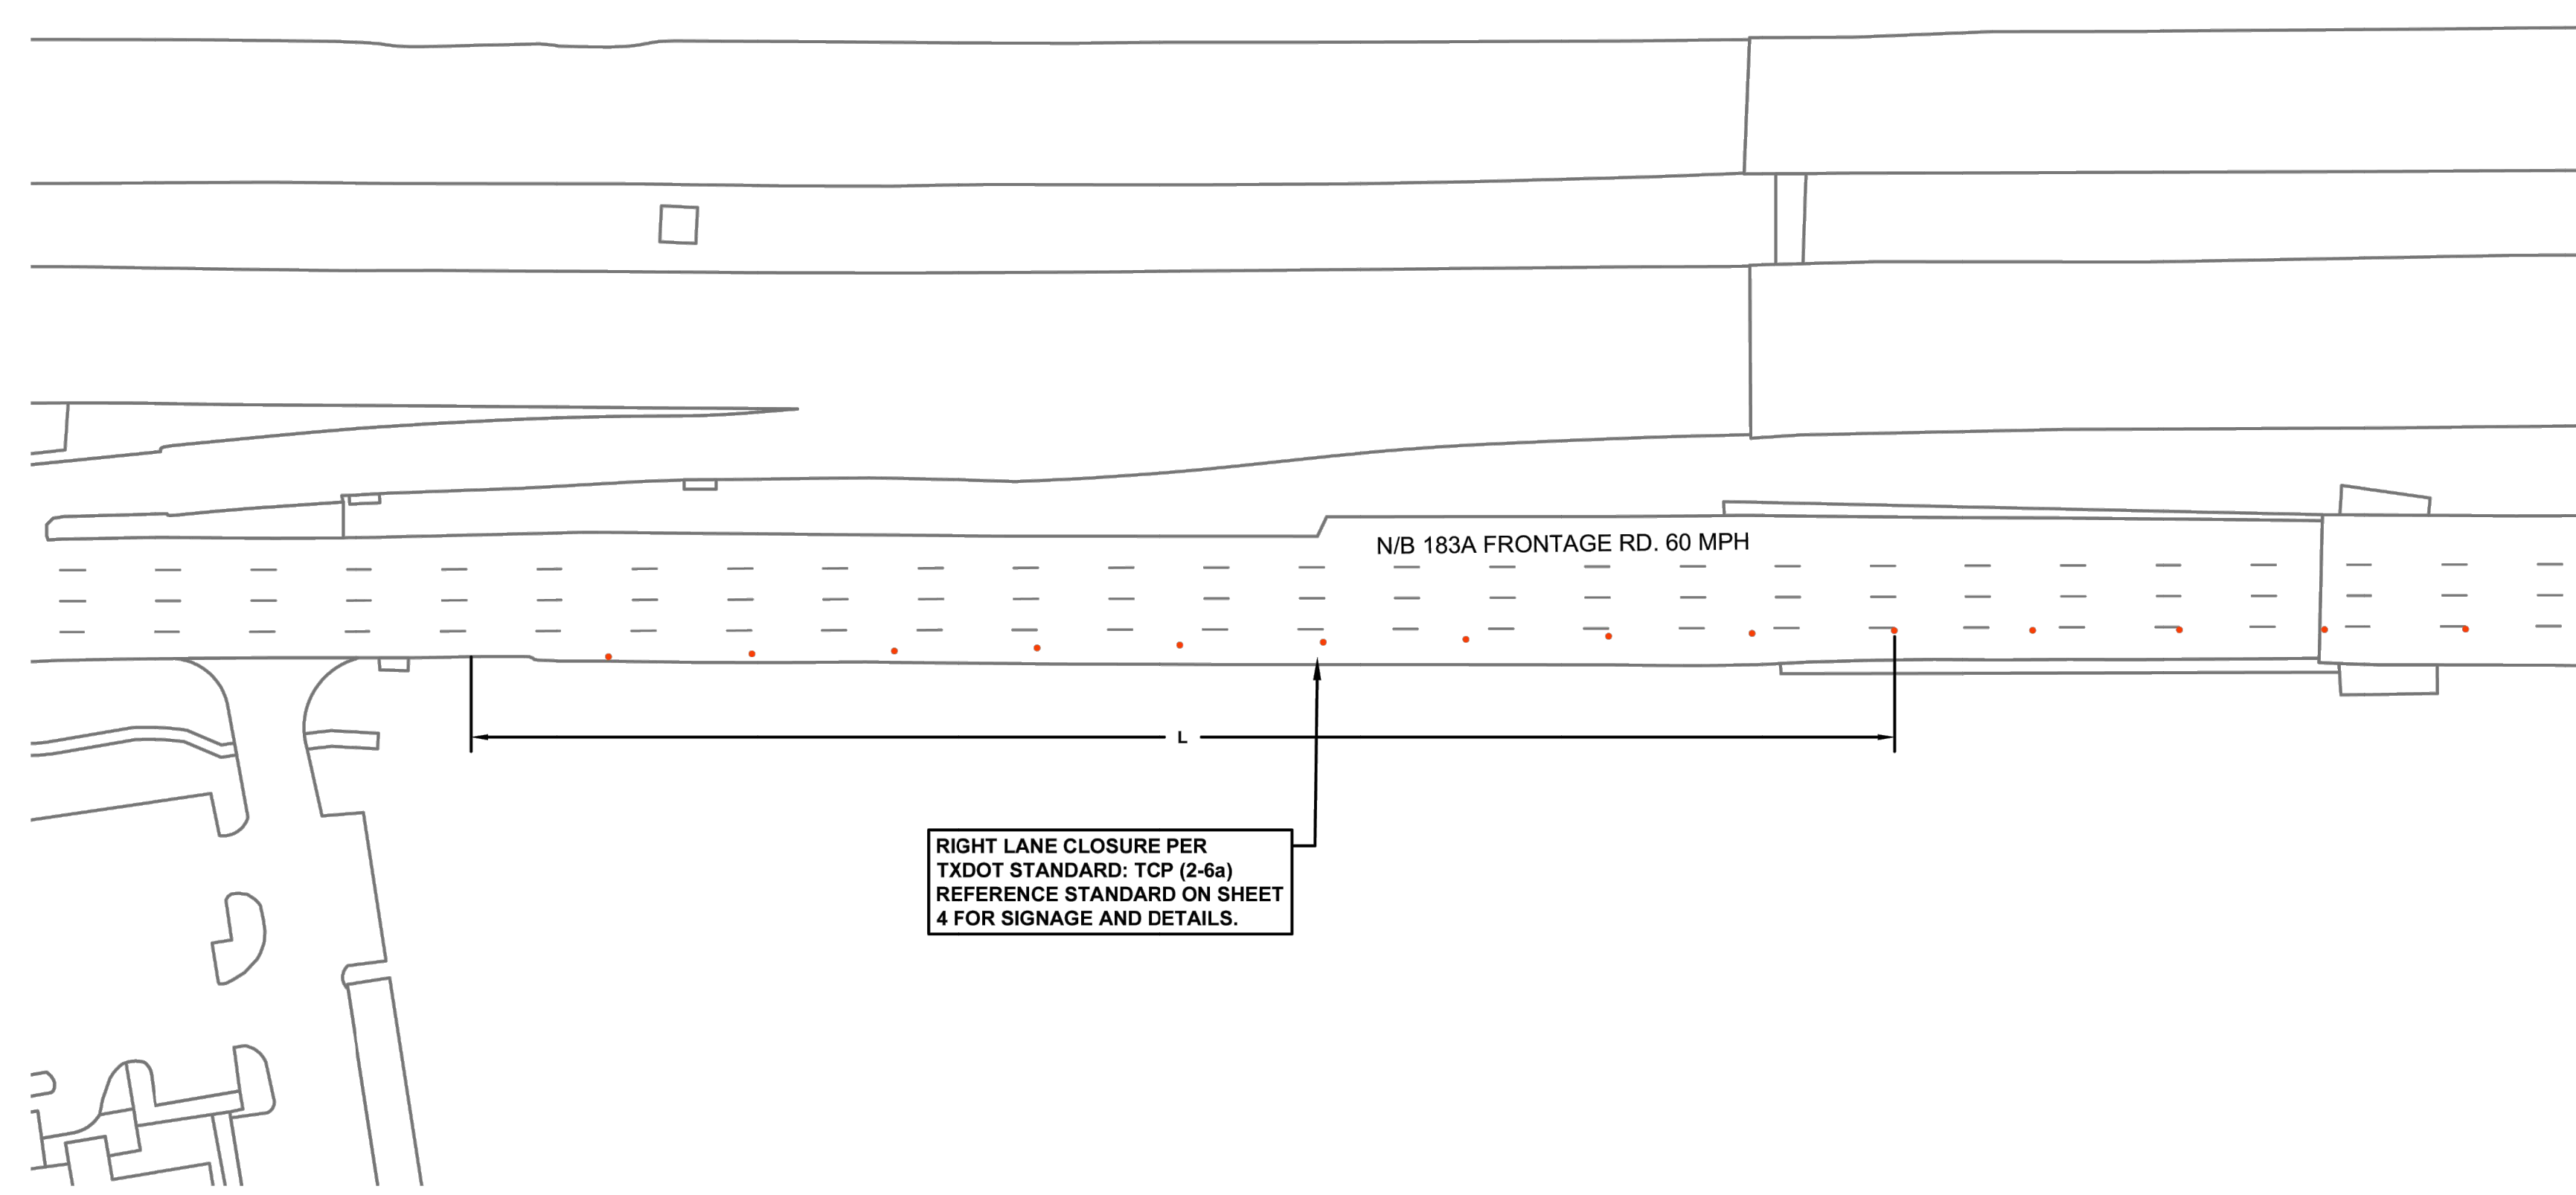 N/B 183A FRONTAGE RD. 60 MPH
L
RIGHT LANE CLOSURE PER
TXDOT STANDARD: TCP (2-6a)
REFERENCE STANDARD ON SHEET
4 FOR SIGNAGE AND DETAILS.